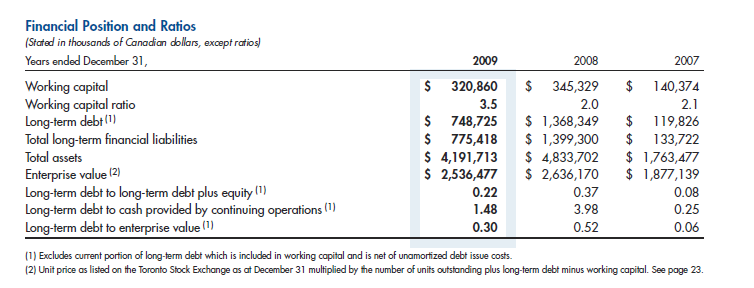 Financial Position and Ratios
(Stated in thousands of Canadian dollars, except ratios)
Years ended December 31, 2009 2008 2007
Working capital $ 320,860 $ 345,329 $ 140,374
Working capital ratio 3.5 2.0 2.1
Long-term debt (1) $ 748,725 $ 1,368,349 $ 119,826
Total long-term financial liabilities $ 775,418 $ 1,399,300 $ 133,722
Total assets $ 4,191,713 $ 4,833,702 $ 1,763,477
Enterprise value (2) $ 2,536,477 $ 2,636,170 $ 1,877,139
Long-term debt to long-term debt plus equity (1) 0.22 0.37 0.08
Long-term debt to cash provided by continuing operations (1) 1.48 3.98 0.25
Long-term debt to enterprise value (1) 0.30 0.52 0.06
(1) Excludes current portion of long-term debt which is included in working capital and is net of unamortized debt issue costs.
(2) Unit price as listed on the Toronto Stock Exchange as at December 31 multiplied by the number of units outstanding plus long-term debt minus working capital. See page 23.